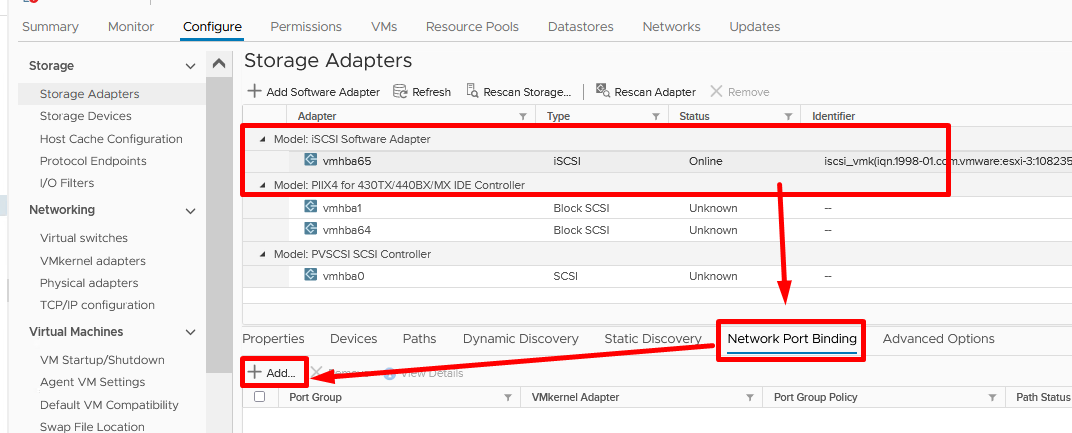 Summary Monitor Configure Permissions VMs Resource Pools Datastores Networks Updates
Storage
Storage Adapters
Storage Devices
Host Cache Configuration
Protocol Endpoints
I/O Filters
Networking
Virtual switches
VMkernel adapters
Physical adapters
TCP/IP configuration
Virtual Machines
VM Startup/Shutdown
Agent VM Settings
Default VM Compatibility
Swap File Location
Storage Adapters
Add Software Adapter Refresh Rescan Storage... Rescan Adapter Remove
Adapter Type Status Identifier
Model: iSCSI Software Adapter
vmhba65 iSCSI Online iscsi_vmk(iqn.1998-01.com.vmware:esxi-3:108235
Model: PIIX4 for 430TX/440BX/MX IDE Controller
vmhba1 Block SCSI Unknown --
vmhba64 Block SCSI Unknown --
Model: PVSCSI SCSI Controller
vmhba0 SCSI Unknown --
Properties Devices Paths Dynamic Discovery Static Discovery Network Port Binding Advanced Options
Add... Remove View Details
Port Group VMkernel Adapter Port Group Policy Path Status